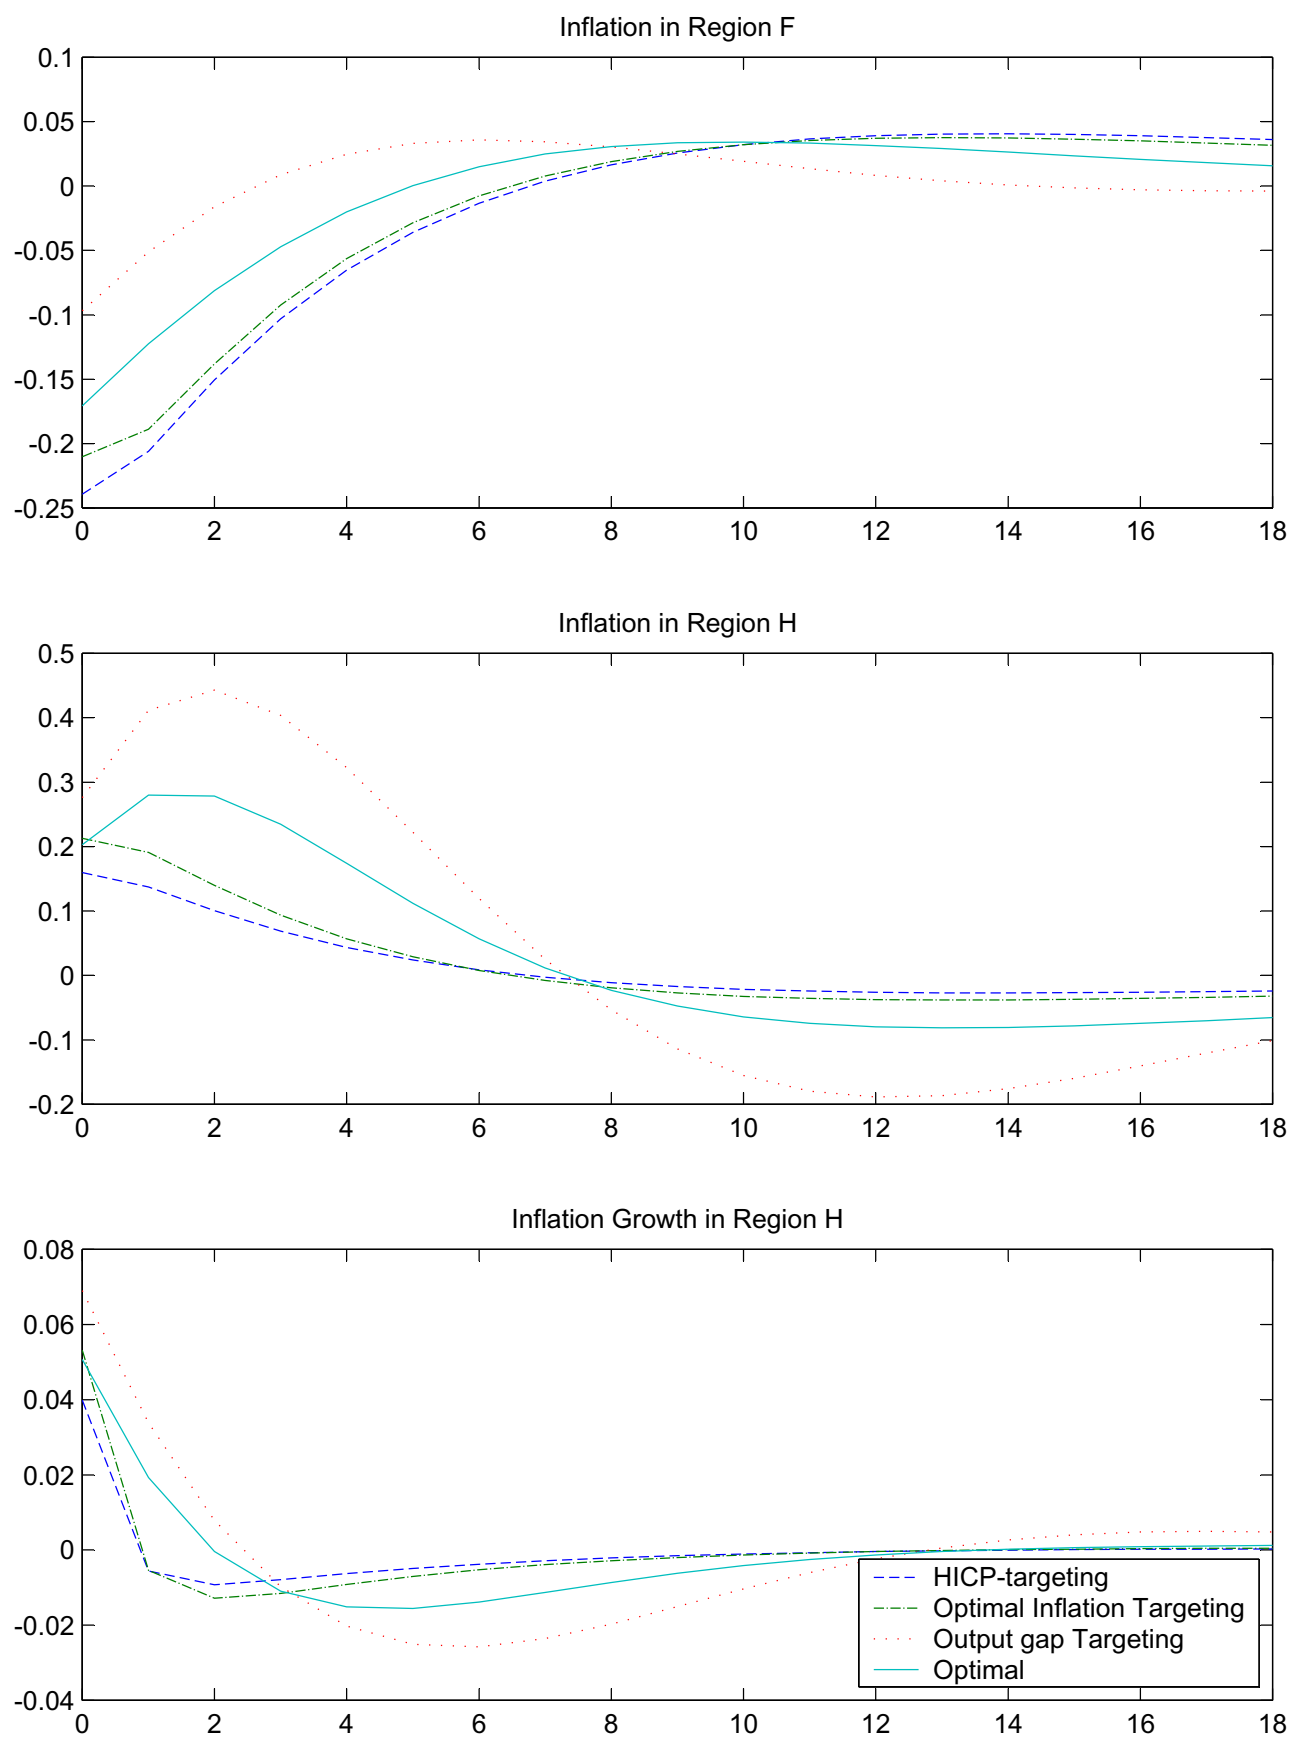 Inflation in Region F
0.1
0.05
0
-0.05
-0.1
-0.15
-0.2
-0.25
0 2 4 6 8 10 12 14 16 18
Inflation in Region H
0.5
0.4
0.3
0.2
0.1
0
-0.1
-0.2
0 2 4 6 8 10 12 14 16 18
Inflation Growth in Region H
0.08
0.06
0.04
0.02
0
-0.02
-0.04
HICP-targeting
Optimal Inflation Targeting
Output gap Targeting
Optimal
0 2 4 6 8 10 12 14 16 18